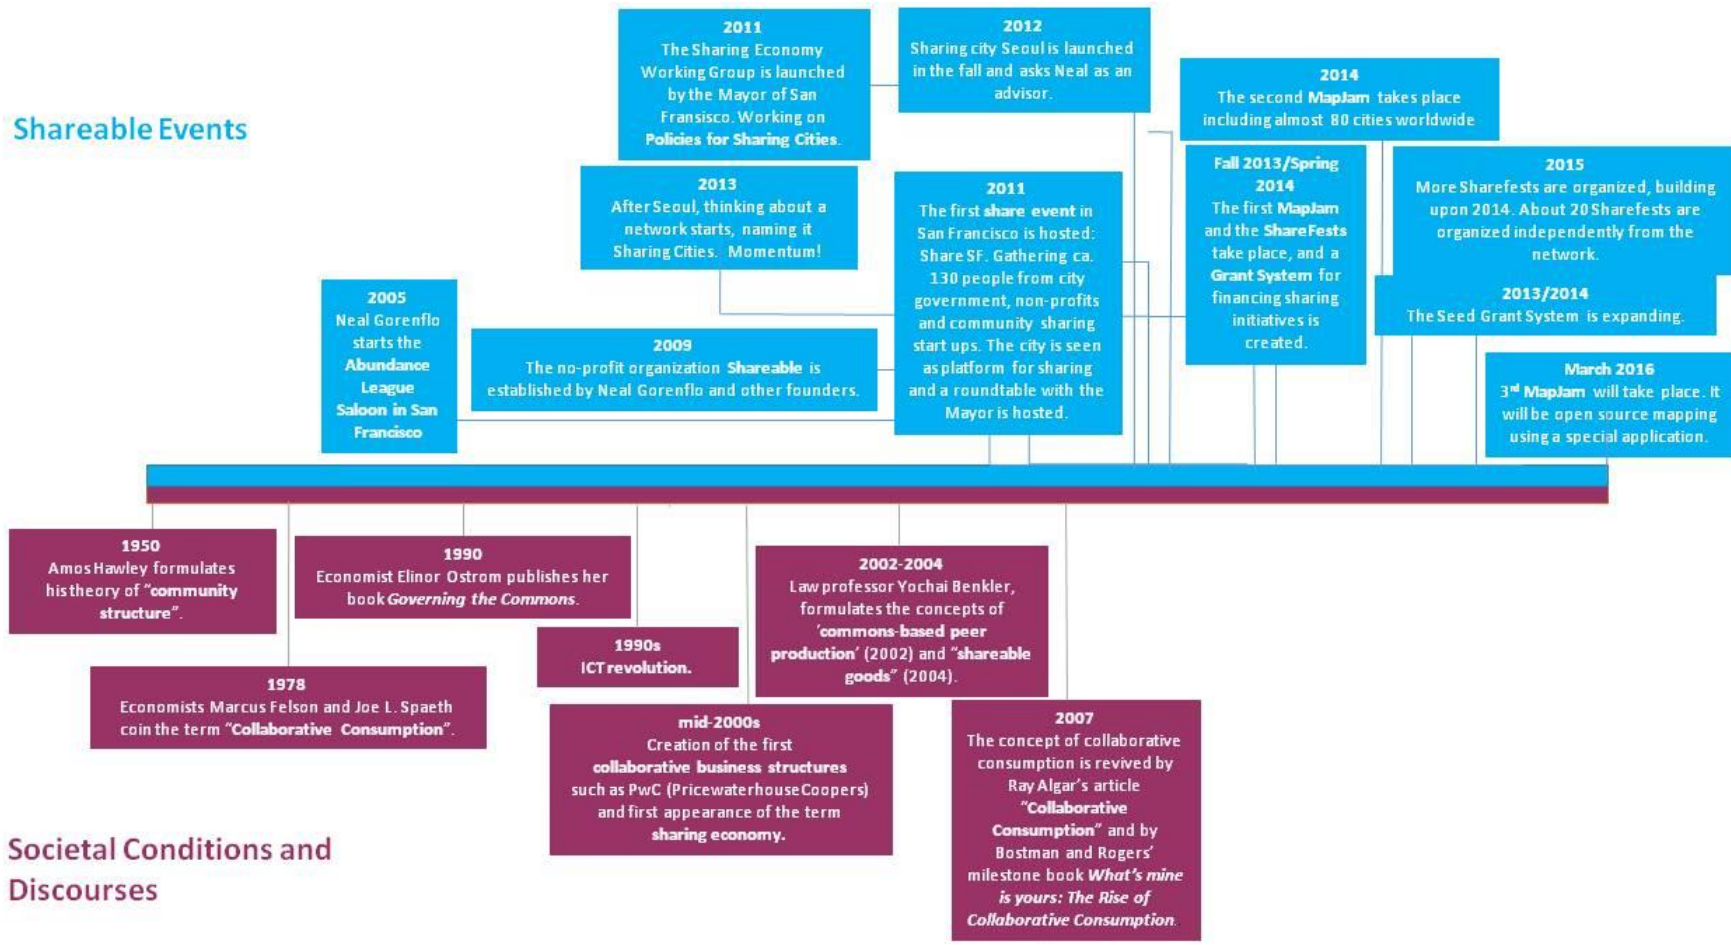 Shareable Events
2011
The Sharing Economy
Working Group is launched
by the Mayor of San
Fransisco. Working on
Policies for Sharing Cities.
2012
Sharing city Seoul is launched
in the fall and asks Neal as an
advisor.
2014
The second MapJam takes place
including almost 80 cities worldwide
2013
After Seoul, thinking about a
network starts, naming it
Sharing Cities. Momentum!
2011
The first share event in
San Francisco is hosted:
Share SF. Gathering ca.
130 people from city
government, non-profits
and community sharing
start ups. The city is seen
as platform for sharing
and a roundtable with the
Mayor is hosted.
Fall 2013/Spring
2014
The first MapJam
and the ShareFests
take place, and a
Grant System for
financing sharing
initiatives is
created.
2015
More Sharefests are organized, building
upon 2014. About 20 Sharefests are
organized independently from the
network.
2005
Neal Gorenflo
starts the
Abundance
League
Saloon in San
Francisco
2009
The no-profit organization Shareable is
established by Neal Gorenflo and other founders.
2013/2014
The Seed Grant System is expanding.
March 2016
3rd MapJam will take place. It
will be open source mapping
using a special application.
1950
Amos Hawley formulates
his theory of "community
structure".
1978
Economists Marcus Felson and Joe L. Spaeth
coin the term "Collaborative Consumption".
1990
Economist Elinor Ostrom publishes her
book Governing the Commons.
1990s
ICT revolution.
mid-2000s
Creation of the first
collaborative business structures
such as PwC (PricewaterhouseCoopers)
and first appearance of the term
sharing economy.
2002-2004
Law professor Yochai Benkler,
formulates the concepts of
'commons-based peer
production' (2002) and "shareable
goods" (2004).
2007
The concept of collaborative
consumption is revived by
Ray Algar's article
"Collaborative
Consumption" and by
Bostman and Rogers'
milestone book What's mine
is yours: The Rise of
Collaborative Consumption.
Societal Conditions and
Discourses